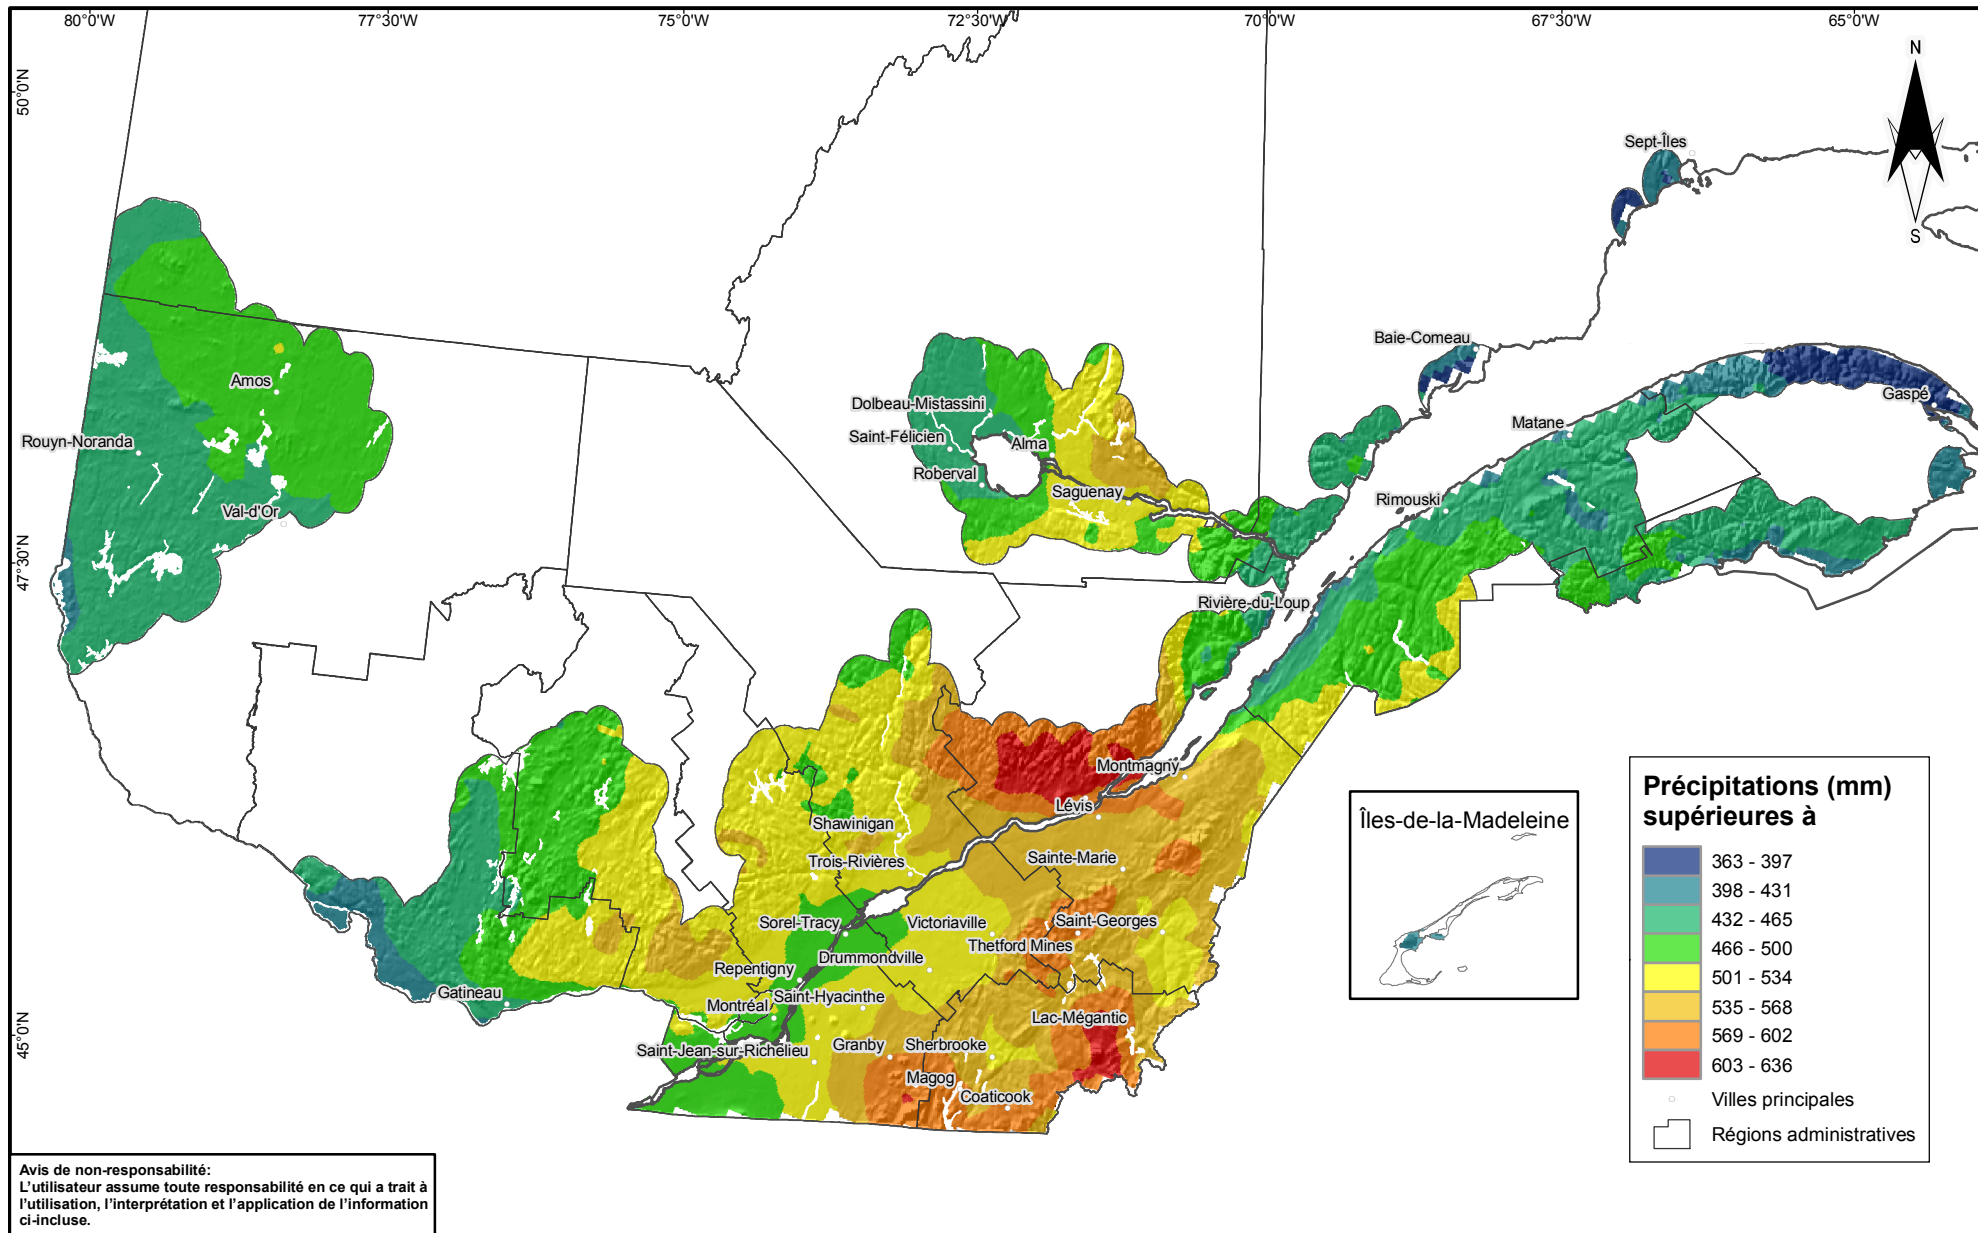 80°0'W
77°30'W
75°0'W
72°30'W
70°0'W
67°30'W
65°0'W
50°0'N
47°30'N
45°0'N
N
S
Sept-Îles
Baie-Comeau
Gaspé
Matane
Rimouski
Amos
Rouyn-Noranda
Val-d'Or
Dolbeau-Mistassini
Saint-Félicien
Alma
Roberval
Saguenay
Rivière-du-Loup
Montmagny
Lévis
Shawinigan
Trois-Rivières
Sainte-Marie
Sorel-Tracy
Victoriaville
Saint-Georges
Thetford Mines
Drummondville
Repentigny
Gatineau
Montréal
Saint-Hyacinthe
Lac-Mégantic
Saint-Jean-sur-Richelieu
Granby
Sherbrooke
Magog
Coaticook
Îles-de-la-Madeleine
Précipitations (mm)
supérieures à
363 - 397
398 - 431
432 - 465
466 - 500
501 - 534
535 - 568
569 - 602
603 - 636
Villes principales
Régions administratives
Avis de non-responsabilité:
L'utilisateur assume toute responsabilité en ce qui a trait à
l'utilisation, l'interprétation et l'application de l'information
ci-incluse.